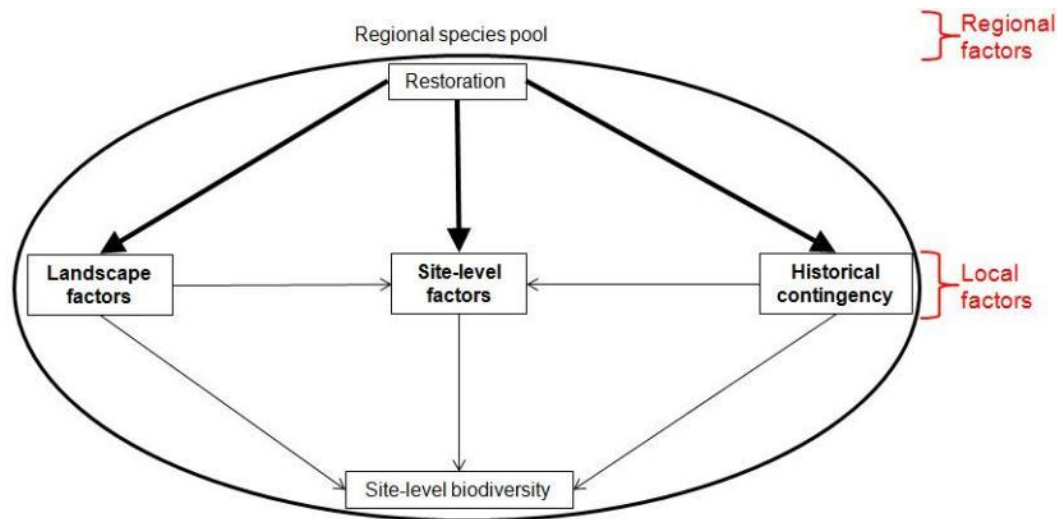 Regional species pool
Regional
factors
Restoration
Landscape
factors
Site-level
factors
Historical
contingency
Local
factors
Site-level biodiversity